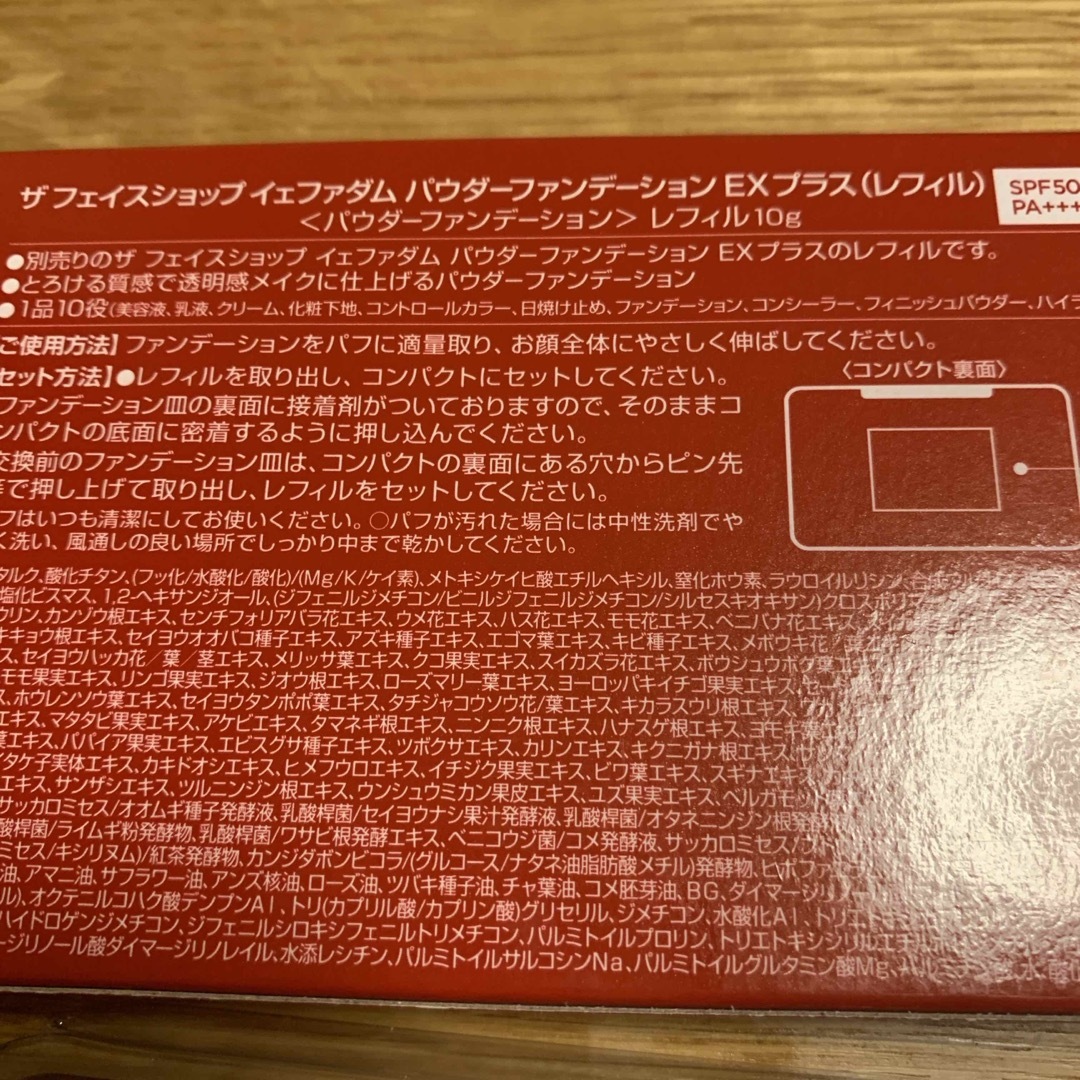 ザ フェイスショップ イェファダム パウダーファンデーション EXプラス(レフィル)
SPF50
PA+++
<パウダーファンデーション> レフィル10g
●別売りのザ フェイスショップ イェファダム パウダーファンデーション EXプラスのレフィルです。
●とろける質感で透明感メイクに仕上げるパウダーファンデーション
●1品10役(美容液、乳液、クリーム、化粧下地、コントロールカラー、日焼け止め、ファンデーション、コンシーラー、フィニッシュパウダー、ハイラ
ご使用方法】ファンデーションをパフに適量取り、お顔全体にやさしく伸ばしてください。
セット方法】●レフィルを取り出し、コンパクトにセットしてください。
〈コンパクト裏面〉
ファンデーション皿の裏面に接着剤がついておりますので、そのままコ
ンパクトの底面に密着するように押し込んでください。
交換前のファンデーション皿は、コンパクトの裏面にある穴からピン先
等で押し上げて取り出し、レフィルをセットしてください。
フはいつも清潔にしてお使いください。○パフが汚れた場合には中性洗剤でや
く洗い、風通しの良い場所でしっかり中まで乾かしてください。
タルク、酸化チタン、(フッ化/水酸化/酸化)/(Mg/K/ケイ素)、メトキシケイヒ酸エチルヘキシル、窒化ホウ素、ラウロイルリシン、
塩化ビスマス、1,2-ヘキサンジオール、(ジフェニルジメチコン/ビニルジフェニルジメチコン/シルセスキオキサン)クロスポリ
ウリン、カンゾウ根エキス、センチフォリアバラ花エキス、ウメ花エキス、ハス花エキス、モモ花エキス、ベニバナ花エキス、
キキョウ根エキス、セイヨウオオバコ種子エキス、アズキ種子エキス、エゴマ葉エキス、キビ種子エキス、メボウキ花
ス、セイヨウハッカ花/葉/茎エキス、メリッサ葉エキス、クコ果実エキス、スイカズラ花エキス、ボウシュウボク葉エキス
モモ果実エキス、リンゴ果実エキス、ジオウ根エキス、ローズマリー葉エキス、ヨーロッパキイチゴ果実エキス、
ス、ホウレンソウ葉エキス、セイヨウタンポポ葉エキス、タチジャコウソウ花/葉エキス、キカラスウリ根エキス、
エキス、マタタビ果実エキス、アケビエキス、タマネギ根エキス、ニンニク根エキス、ハナスゲ根エキス、ヨモギ葉
葉エキス、パパイア果実エキス、エビスグサ種子エキス、ツボクサエキス、カリンエキス、キクニガナ根エキス、
イタケ子実体エキス、カキドオシエキス、ヒメフウロエキス、イチジク果実エキス、ビワ葉エキス、スギナエキス、
エキス、サンザシエキス、ツルニンジン根エキス、ウンシュウミカン果皮エキス、ユズ果実エキス、ベルガモット
サッカロミセス/オオムギ種子発酵液、乳酸桿菌/セイヨウナシ果汁発酵液、乳酸桿菌/オタネニンジン根発酵
酸桿菌/ライムギ粉発酵物、乳酸桿菌/ワサビ根発酵エキス、ベニコウジ菌/コメ発酵液、サッカロミセス/
ミセス/キシリヌム)/紅茶発酵物、カンジダボンビコラ/(グルコース/ナタネ油脂肪酸メチル)発酵物、ヒポファ
油、アマニ油、サフラワー油、アンズ核油、ローズ油、ツバキ種子油、チャ葉油、コメ胚芽油、BG、ダイマージリノー
ル)、オクテニルコハク酸デンプンAl、トリ(カプリル酸/カプリン酸)グリセリル、ジメチコン、水酸化Al、トリエト
ハイドロゲンジメチコン、ジフェニルシロキシフェニルトリメチコン、パルミトイルプロリン、トリエトキシシリルエチル
ージリノール酸ダイマージリノレイル、水添レシチン、パルミトイルサルコシンNa、パルミトイルグルタミン酸Mg、パルミチン酸、水、酸化